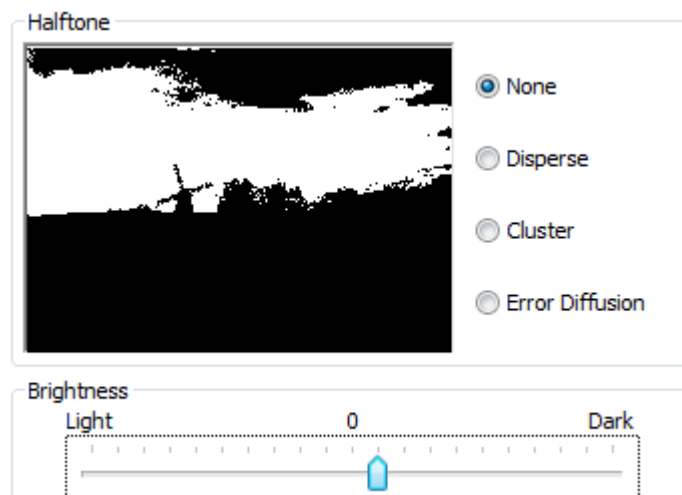 Halftone
None
Disperse
Cluster
Error Diffusion
Brightness
Light 0 Dark